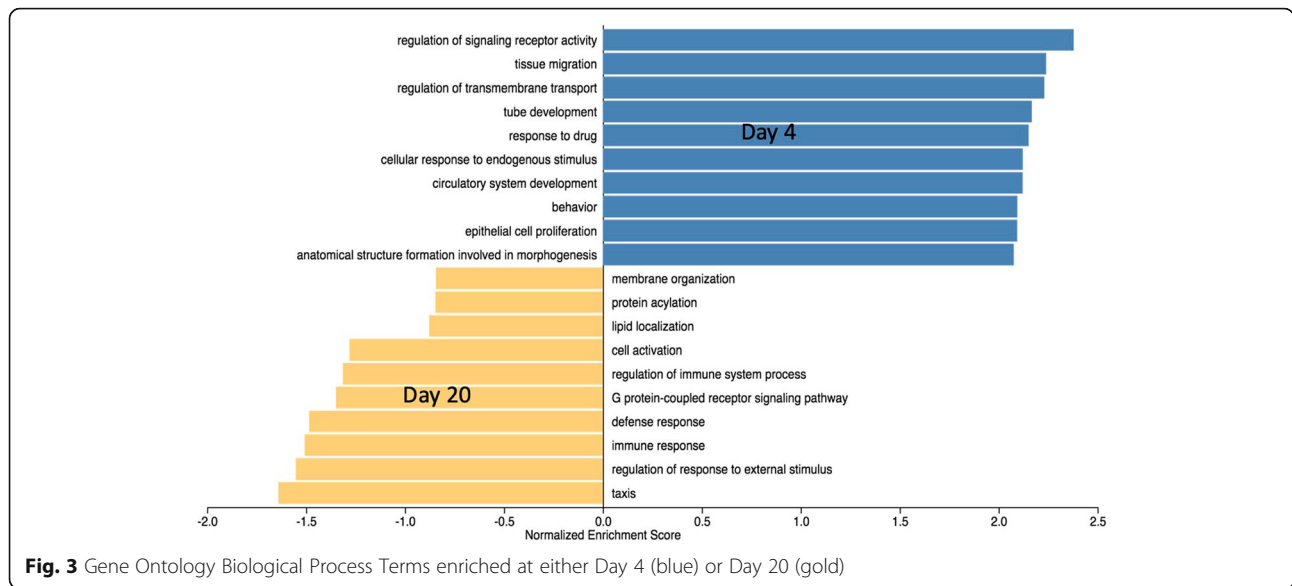 regulation of signaling receptor activity
tissue migration
regulation of transmembrane transport
tube development
Day 4
response to drug
cellular response to endogenous stimulus
circulatory system development
behavior
epithelial cell proliferation
anatomical structure formation involved in morphogenesis
membrane organization
protein acylation
lipid localization
cell activation
regulation of immune system process
Day 20
G protein-coupled receptor signaling pathway
defense response
immune response
regulation of response to external stimulus
taxis
-2.0 -1.5 -1.0 -0.5 0.0 0.5 1.0 1.5 2.0 2.5
Normalized Enrichment Score
Fig. 3 Gene Ontology Biological Process Terms enriched at either Day 4 (blue) or Day 20 (gold)